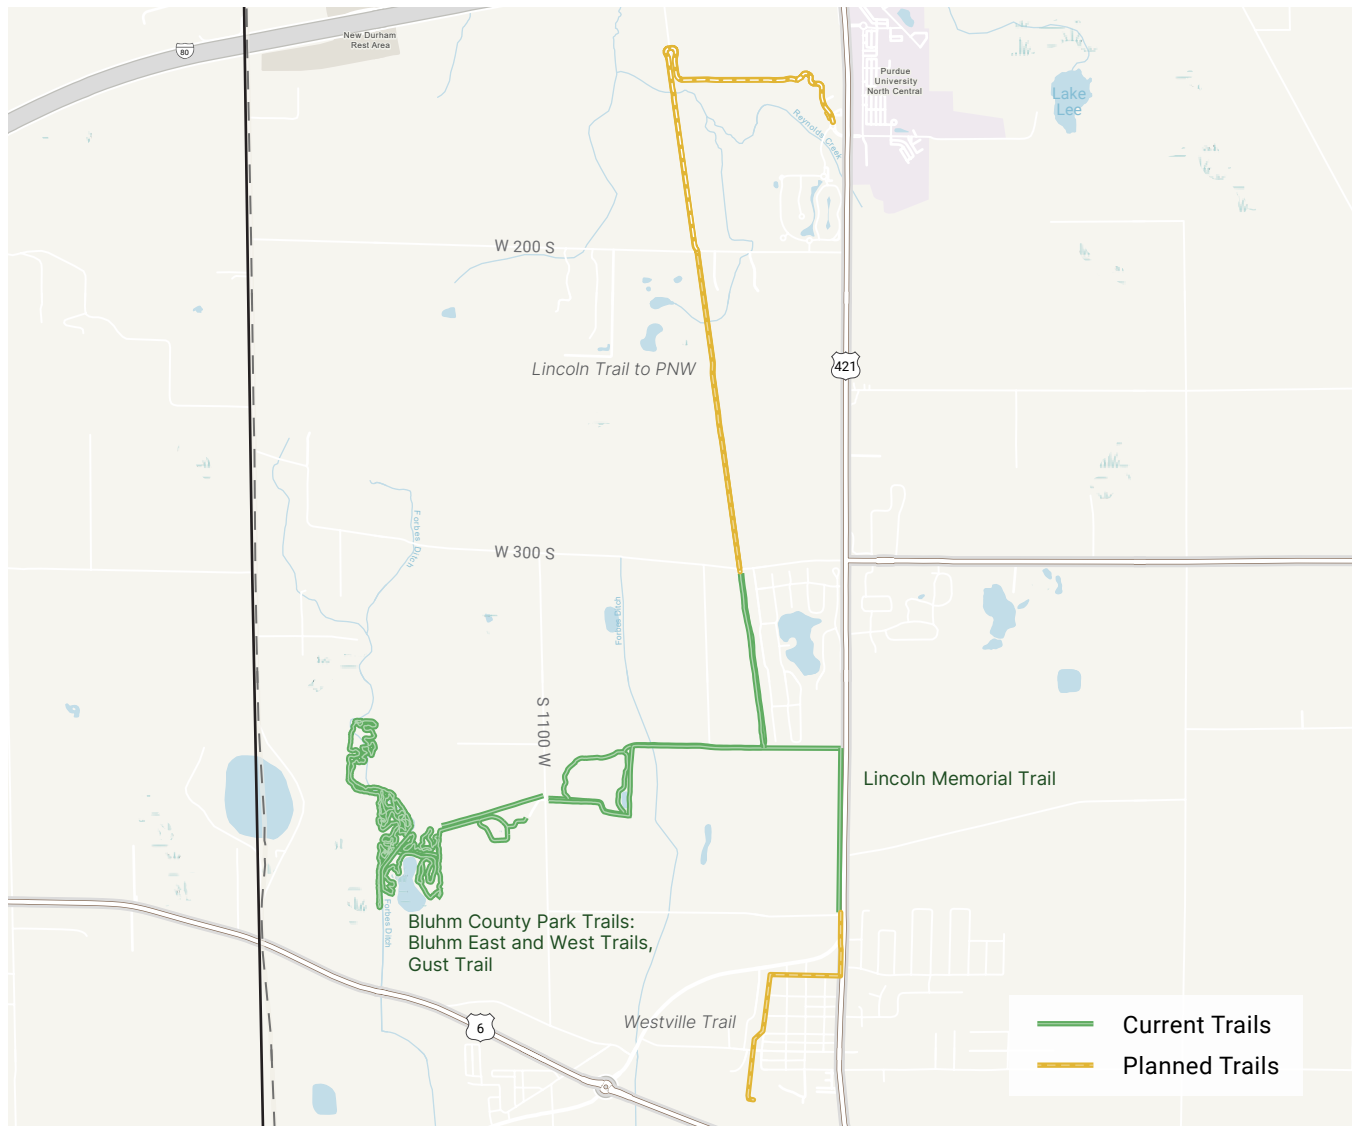 New Durham
Rest Area
80
Purdue
University
North Central
Lake
Lee
Reynolds Creek
W 200 S
Lincoln Trail to PNW
421
Forbes Ditch
W 300 S
Forbes Ditch
S 1100 W
Lincoln Memorial Trail
Forbes Ditch
Bluhm County Park Trails:
Bluhm East and West Trails,
Gust Trail
Westville Trail
6
Current Trails
Planned Trails